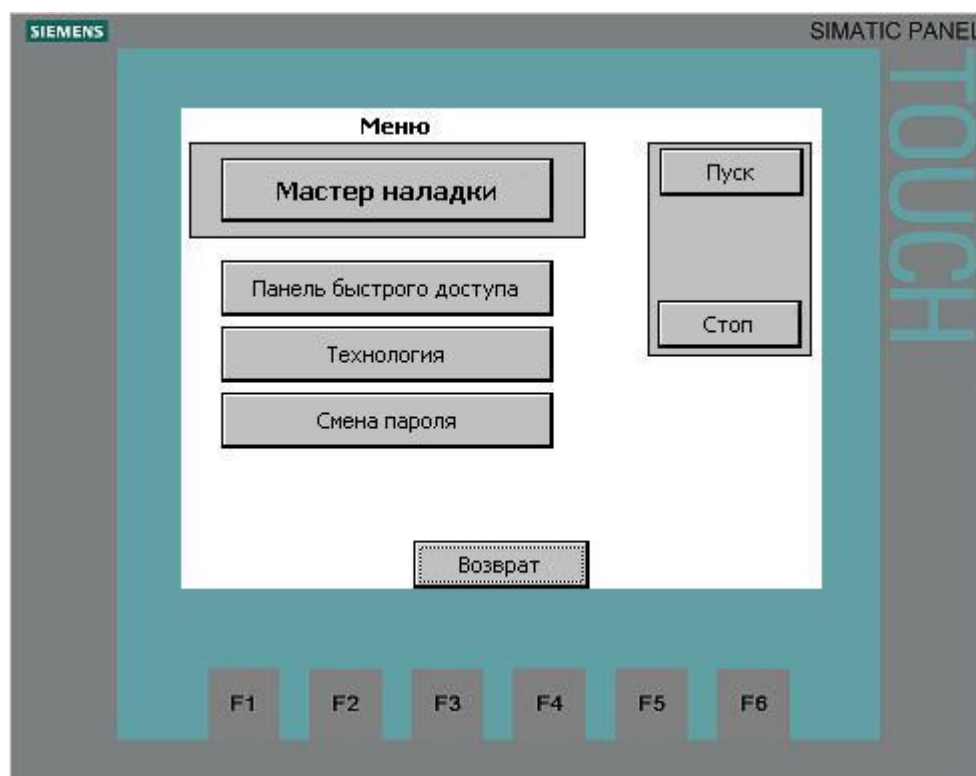 SIEMENS
SIMATIC PANEL
TOUCH
Меню
Мастер наладки
Пуск
Панель быстрого доступа
Стоп
Технология
Смена пароля
Возврат
F1 F2 F3 F4 F5 F6